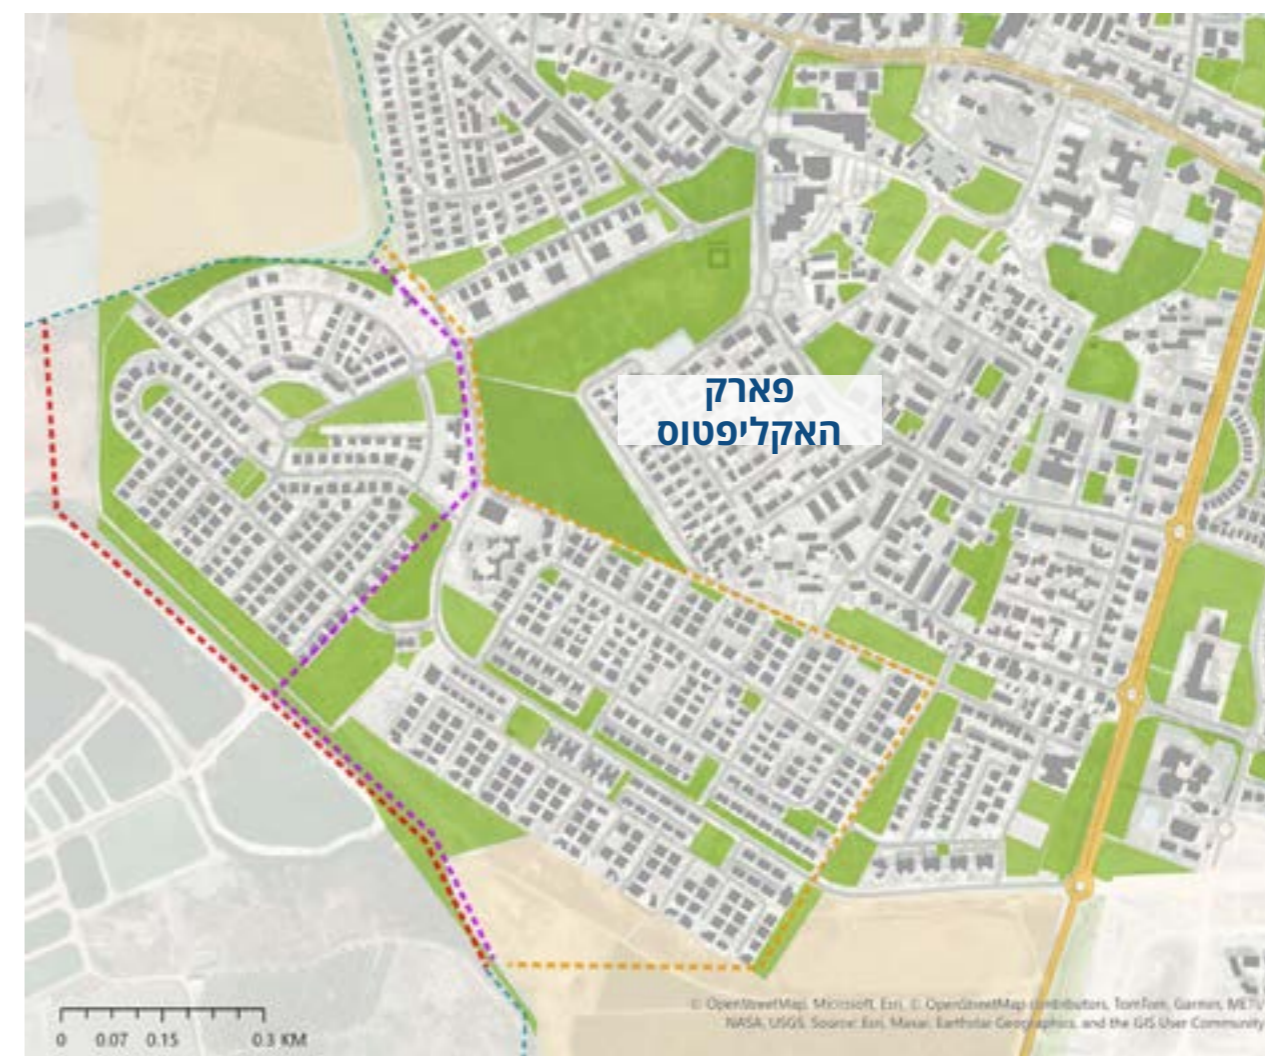 פארק
האקליפטוס
© OpenStreetMap, Microsoft, Esri, © OpenStreetMap contributors, TomTom, Garmin, METI/
NASA, USGS, Source: Esri, Maxar, Earthstar Geographics, and the GIS User Community
0 0.07 0.15 0.3 KM